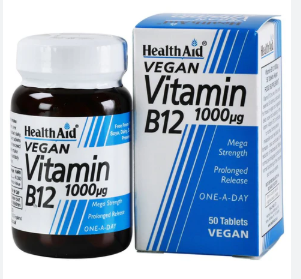 HealthAid
VEGAN
Vitamin
B12 1000µg
Mega
Strength
Prolonged
Release
ONE-A-DAY
HealthAid
VEGAN
Vitamin
B12 1000µg
Mega
Strength
Prolonged
Release
ONE-A-DAY
50 Tablets
VEGAN